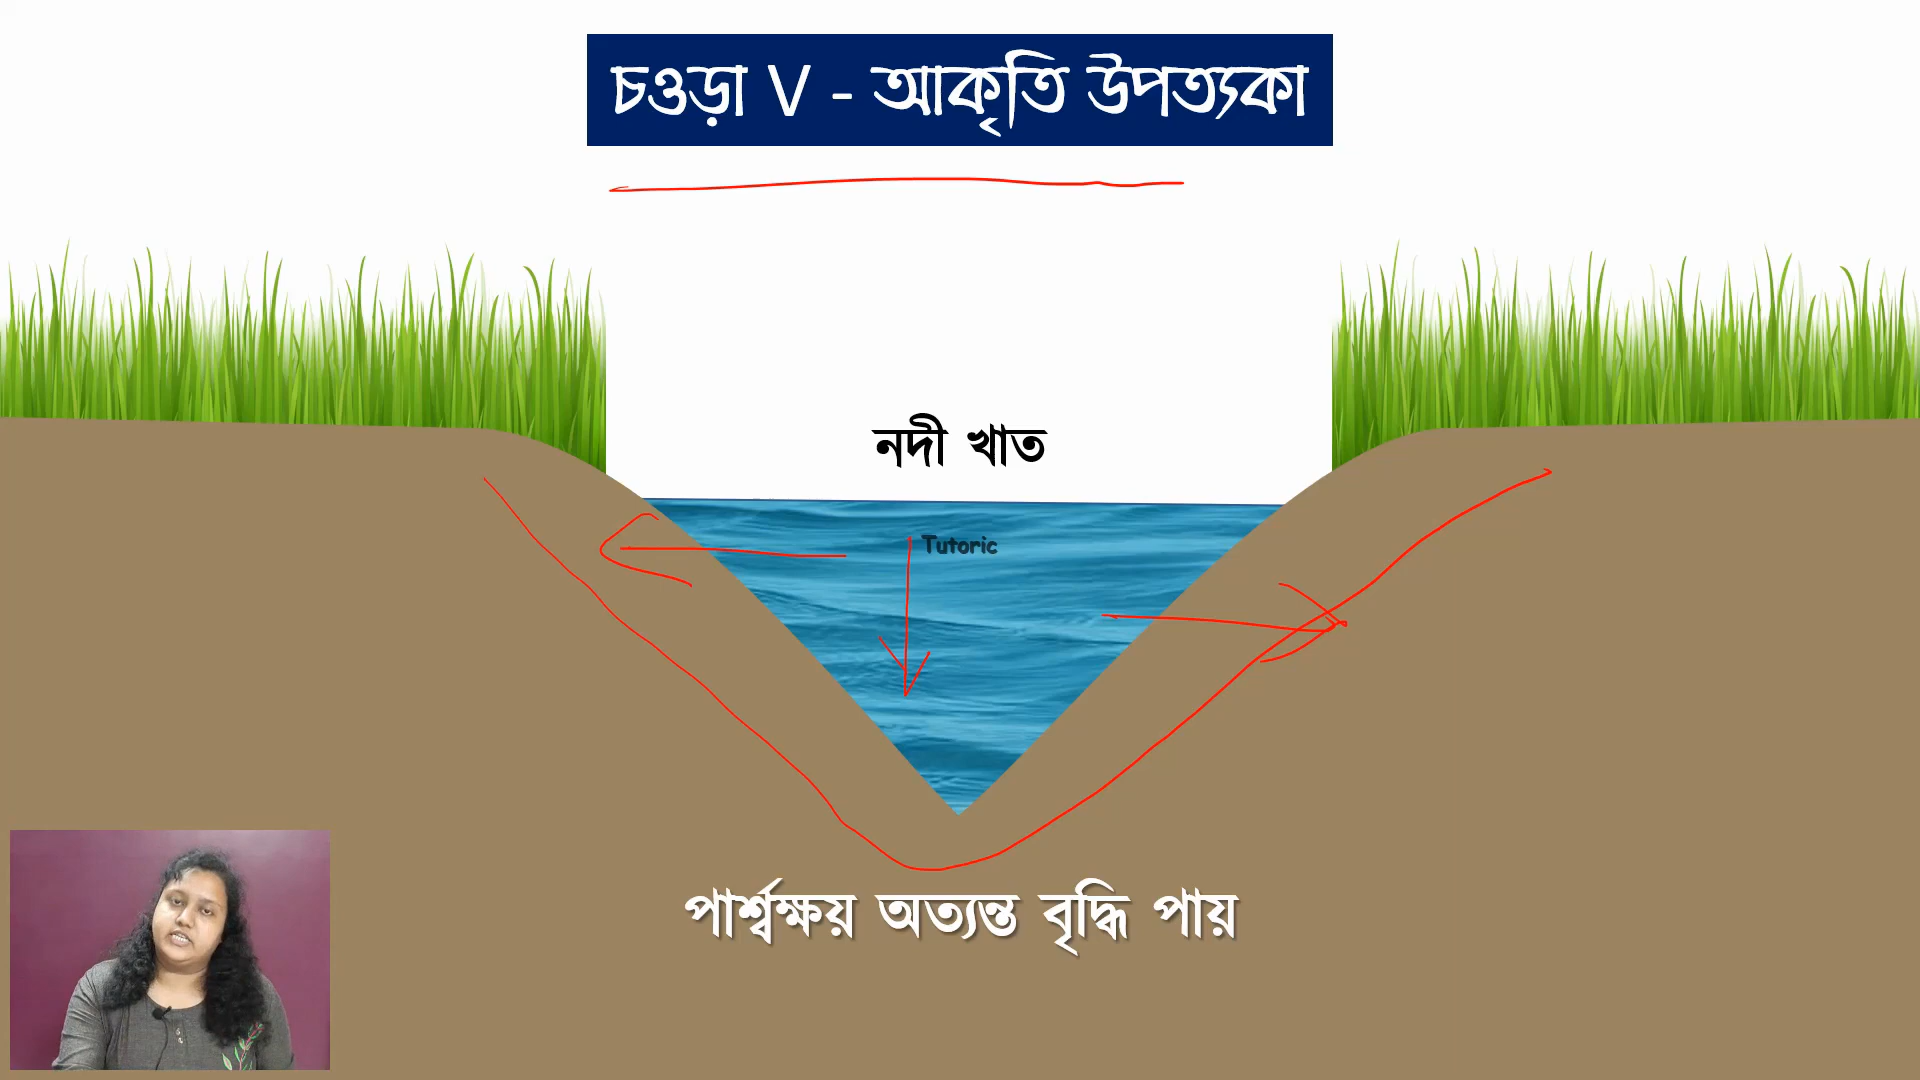 চওড়া V - আকৃতি উপত্যকা
নদী খাত
Tutoric
পার্শ্বক্ষয় অত্যন্ত বৃদ্ধি পায়